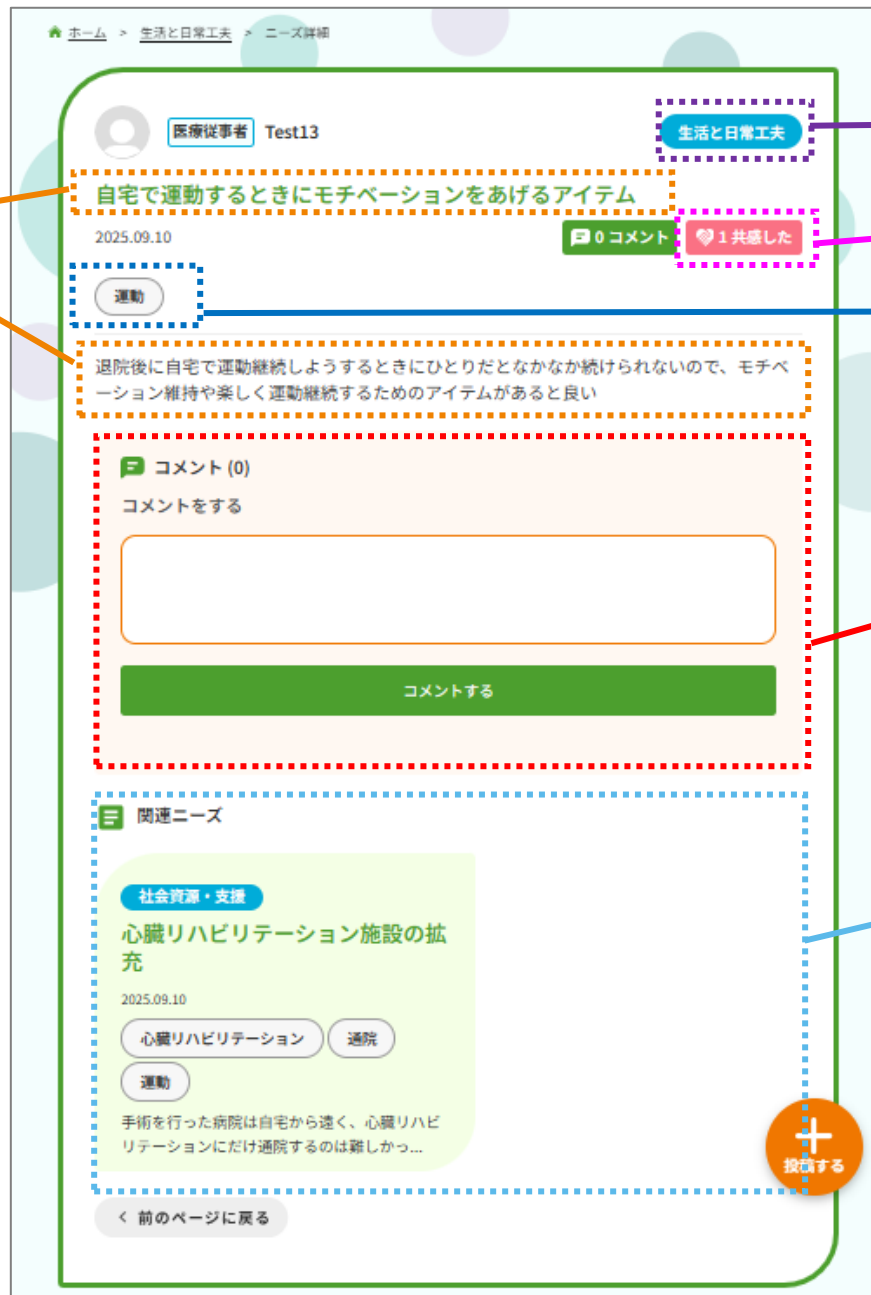 ホーム > 生活と日常工夫 > ニーズ詳細
医療従事者 Test13 生活と日常工夫
自宅で運動するときにモチベーションをあげるアイテム
2025.09.10 0 コメント 1 共感した
運動
退院後に自宅で運動継続しようするときにひとりだとなかなか続けられないので、モチベ
ーション維持や楽しく運動継続するためのアイテムがあると良い
コメント (0)
コメントをする
コメントする
関連ニーズ
社会資源・支援
心臓リハビリテーション施設の拡
充
2025.09.10
心臓リハビリテーション 通院
運動
手術を行った病院は自宅から遠く、心臓リハビ
リテーションにだけ通院するのは難しかっ...
投稿する
< 前のページに戻る